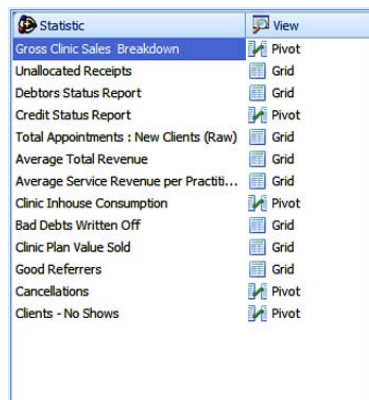 Statistic View
Gross Clinic Sales Breakdown Pivot
Unallocated Receipts Grid
Debtors Status Report Grid
Credit Status Report Pivot
Total Appointments : New Clients (Raw) Grid
Average Total Revenue Grid
Average Service Revenue per Practiti... Grid
Clinic Inhouse Consumption Pivot
Bad Debts Written Off Grid
Clinic Plan Value Sold Grid
Good Referrers Grid
Cancellations Pivot
Clients - No Shows Pivot